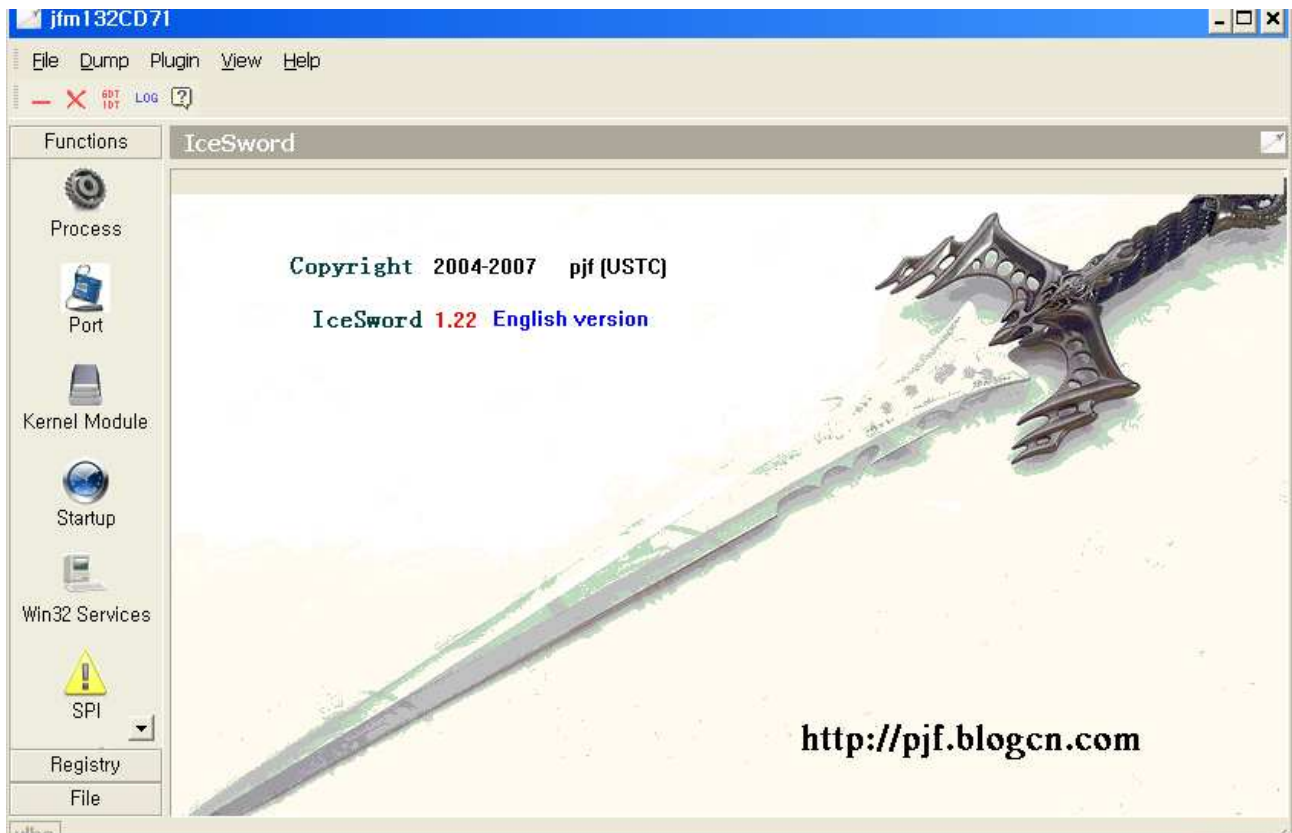 jfm132CD71
File Dump Plugin View Help
GDT
IDT
LOG
Functions
IceSword
Process
Port
Kernel Module
Startup
Win32 Services
SPI
Registry
File
Copyright 2004-2007 pjf (USTC)
IceSword 1.22 English version
http://pjf.blogcn.com